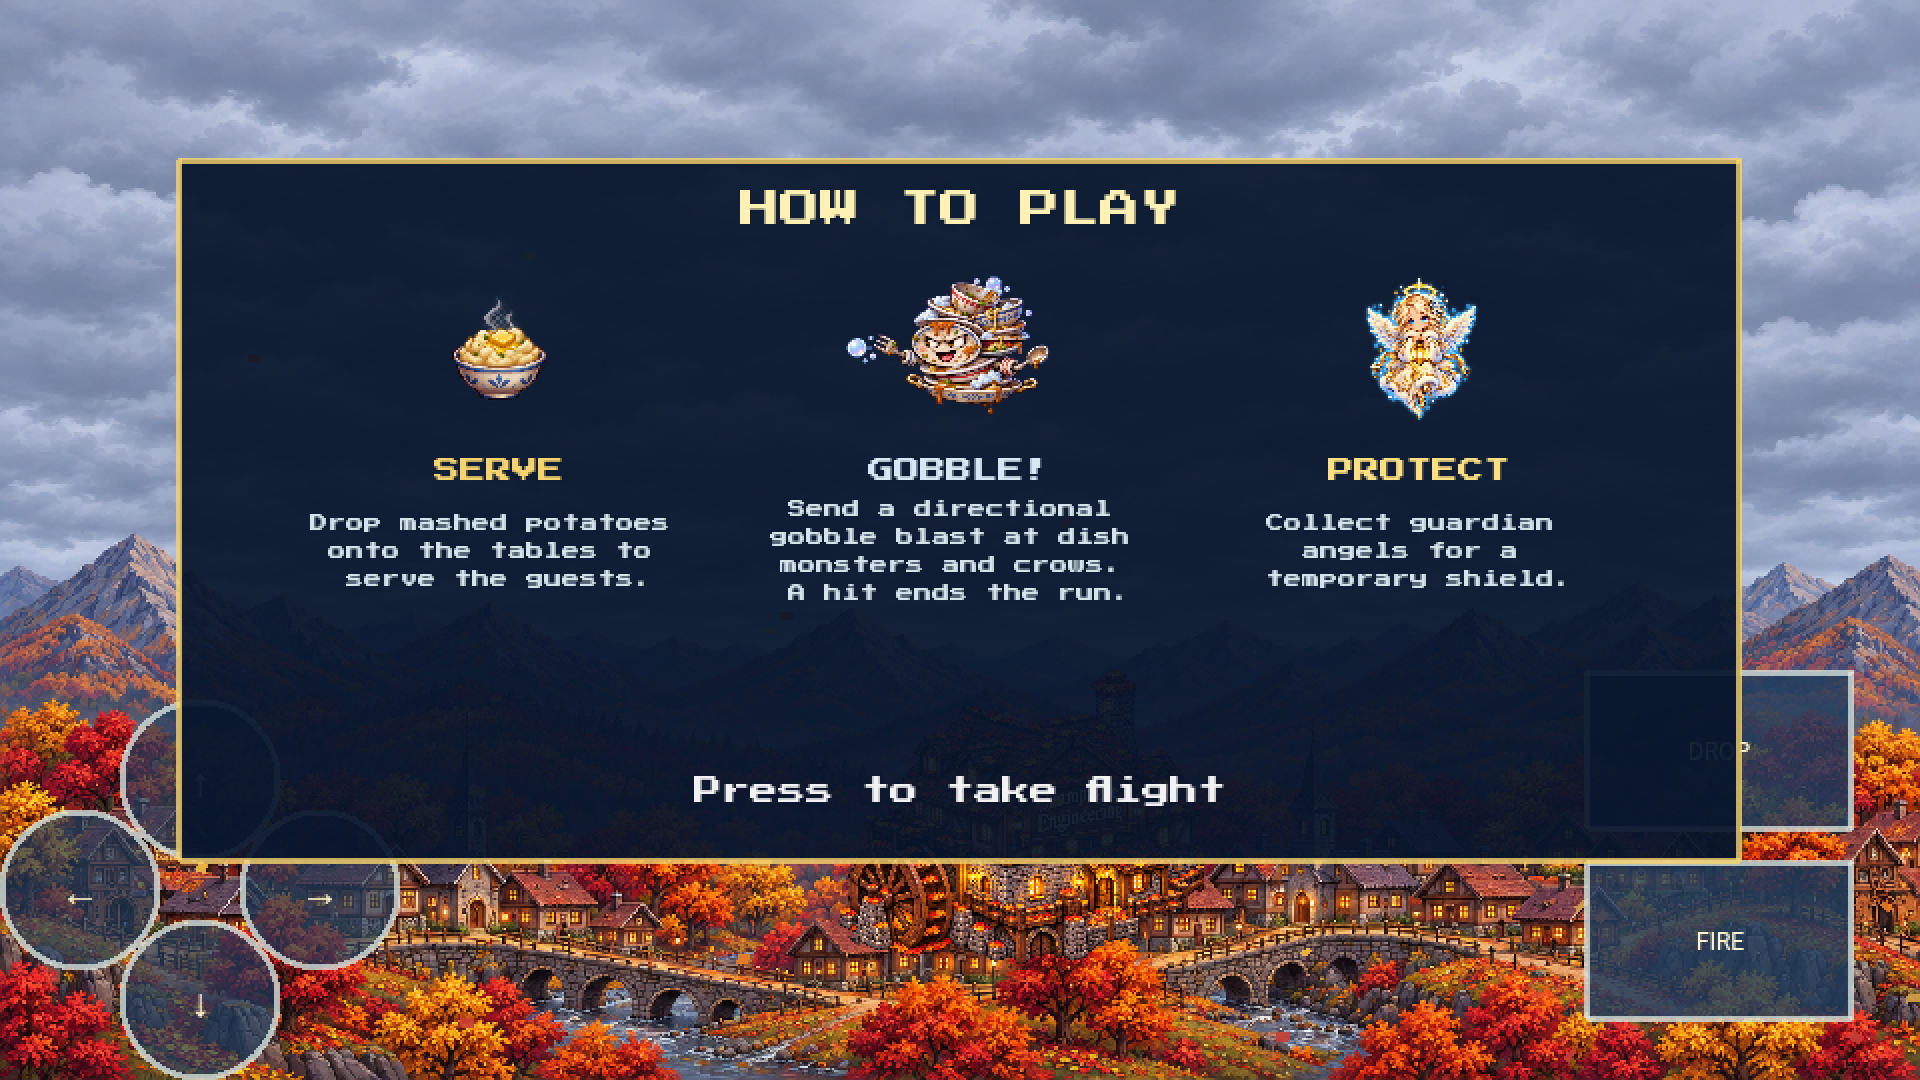 HOW TO PLAY
SERVE
Drop mashed potatoes
onto the tables to
serve the guests.
GOBBLE!
Send a directional
gobble blast at dish
monsters and crows.
A hit ends the run.
PROTECT
Collect guardian
angels for a
temporary shield.
Press to take flight
Engineering
↑
←
→
↓
DROP
FIRE